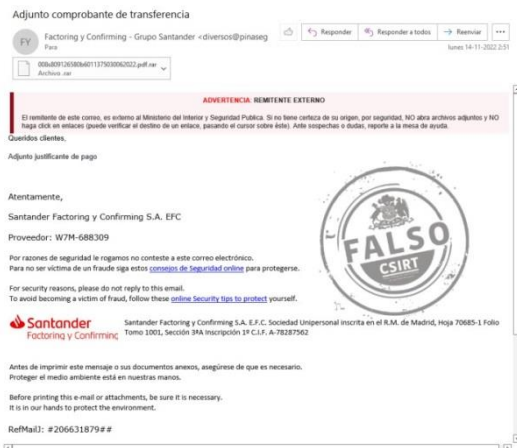 Adjunto comprobante de transferencia
FY
Factoring y Confirming - Grupo Santander <diversos@pinaseg
Para
Responder
Responder a todos
Reenviar
lunes 14-11-2022 2:51
.pdf.rar
Archivo .rar
ADVERTENCIA: REMITENTE EXTERNO
El remitente de este correo, es externo al Ministerio del Interior y Seguridad Publica. Si no tiene certeza de su origen, por seguridad, NO abra archivos adjuntos y NO
haga click en enlaces (puede verificar el destino de un enlace, pasando el cursor sobre éste). Ante sospechas o dudas, reporte a la mesa de ayuda.
Queridos clientes,
Adjunto justificante de pago
Atentamente,
Santander Factoring y Confirming S.A. EFC
Proveedor: W7M-688309
Por razones de seguridad le rogamos no conteste a este correo electrónico.
Para no ser víctima de un fraude siga estos consejos de Seguridad online para protegerse.
For security reasons, please do not reply to this email.
To avoid becoming a victim of fraud, follow these online Security tips to protect yourself.
FALSO
CSIRT
Santander
Factoring y Confirming
Santander Factoring y Confirming S.A. E.F.C. Sociedad Unipersonal inscrita en el R.M. de Madrid, Hoja 70685-1 Folio
Tomo 1001, Sección 3ªA Inscripción 1ª C.I.F. A-78287562
Antes de imprimir este mensaje o sus documentos anexos, asegúrese de que es necesario.
Proteger el medio ambiente está en nuestras manos.
Before printing this e-mail or attachments, be sure it is necessary.
It is in our hands to protect the environment.
RefMailJ: #206631879##